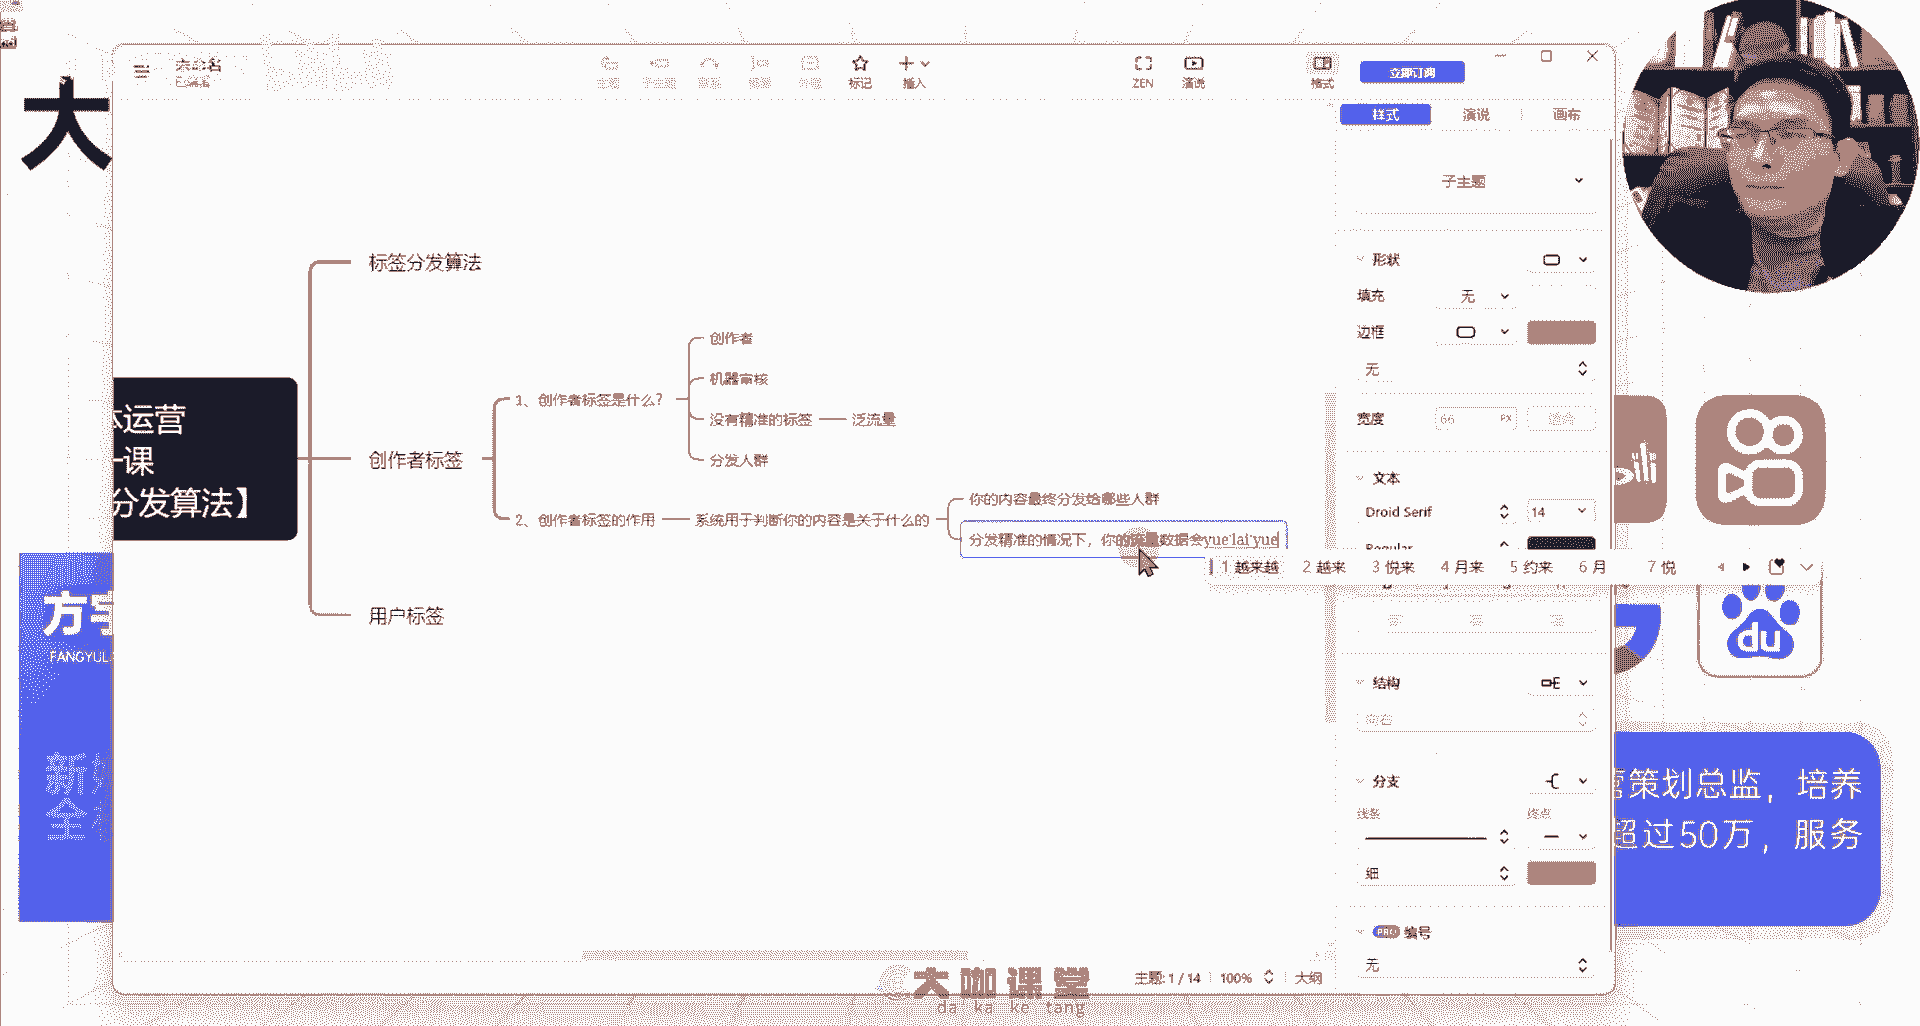 大
未命名
已编辑
主题
子主题
标记
插入
ZEN
演说
格式
立即订阅
样式
演说
画布
子主题
形状
填充
无
边框
无
宽度
66
PX
文本
Droid Serif
14
Regular
结构
向右
分支
线条
终点
细
PRO 编号
无
本运营
一课
分发算法】
标签分发算法
创作者标签
用户标签
1、创作者标签是什么?
创作者
机器审核
没有精准的标签
泛流量
分发人群
2、创作者标签的作用
系统用于判断你的内容是关于什么的
你的内容最终分发给哪些人群
分发精准的情况下，你的流量数据会yue'lai'yue
1 越来越 2 越来 3 悦来 4 月来 5 约来 6 月 7 悦
主题: 1 / 14
100%
大纲
方宇
FANGYU
新
全
du
营策划总监，培养
超过50万，服务
大咖课堂
da ka ke tang